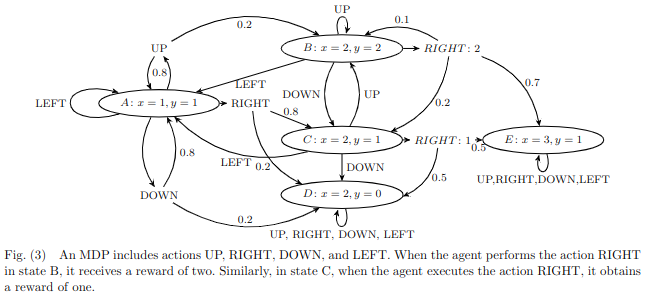 UP
0.2
0.1
B: x = 2, y = 2
RIGHT: 2
UP
0.8
LEFT
0.7
LEFT
A: x = 1, y = 1
RIGHT
DOWN
UP
0.2
0.8
C: x = 2, y = 1
RIGHT: 1
0.5
E: x = 3, y = 1
0.8
LEFT
0.2
DOWN
0.5
UP,RIGHT,DOWN,LEFT
DOWN
D: x = 2, y = 0
0.2
UP, RIGHT, DOWN, LEFT
Fig. (3) An MDP includes actions UP, RIGHT, DOWN, and LEFT. When the agent performs the action RIGHT
in state B, it receives a reward of two. Similarly, in state C, when the agent executes the action RIGHT, it obtains
a reward of one.